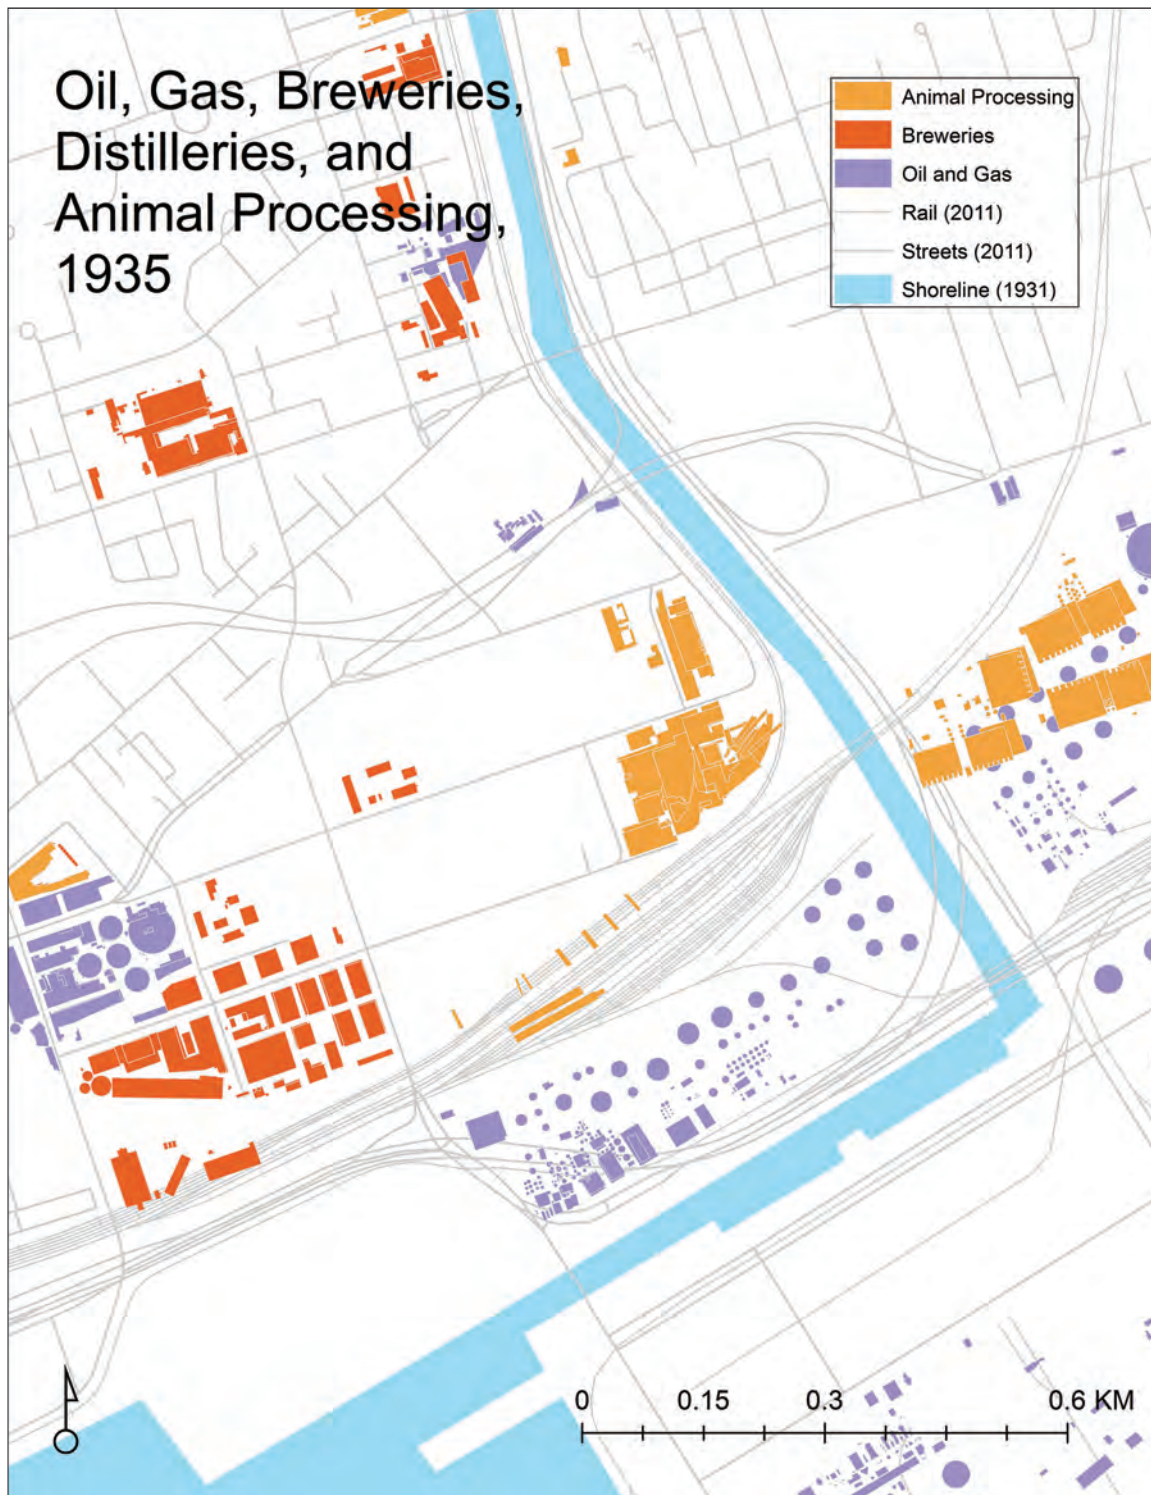 Oil, Gas, Breweries,
Distilleries, and
Animal Processing,
1935
Animal Processing
Breweries
Oil and Gas
Rail (2011)
Streets (2011)
Shoreline (1931)
0 0.15 0.3 0.6 KM